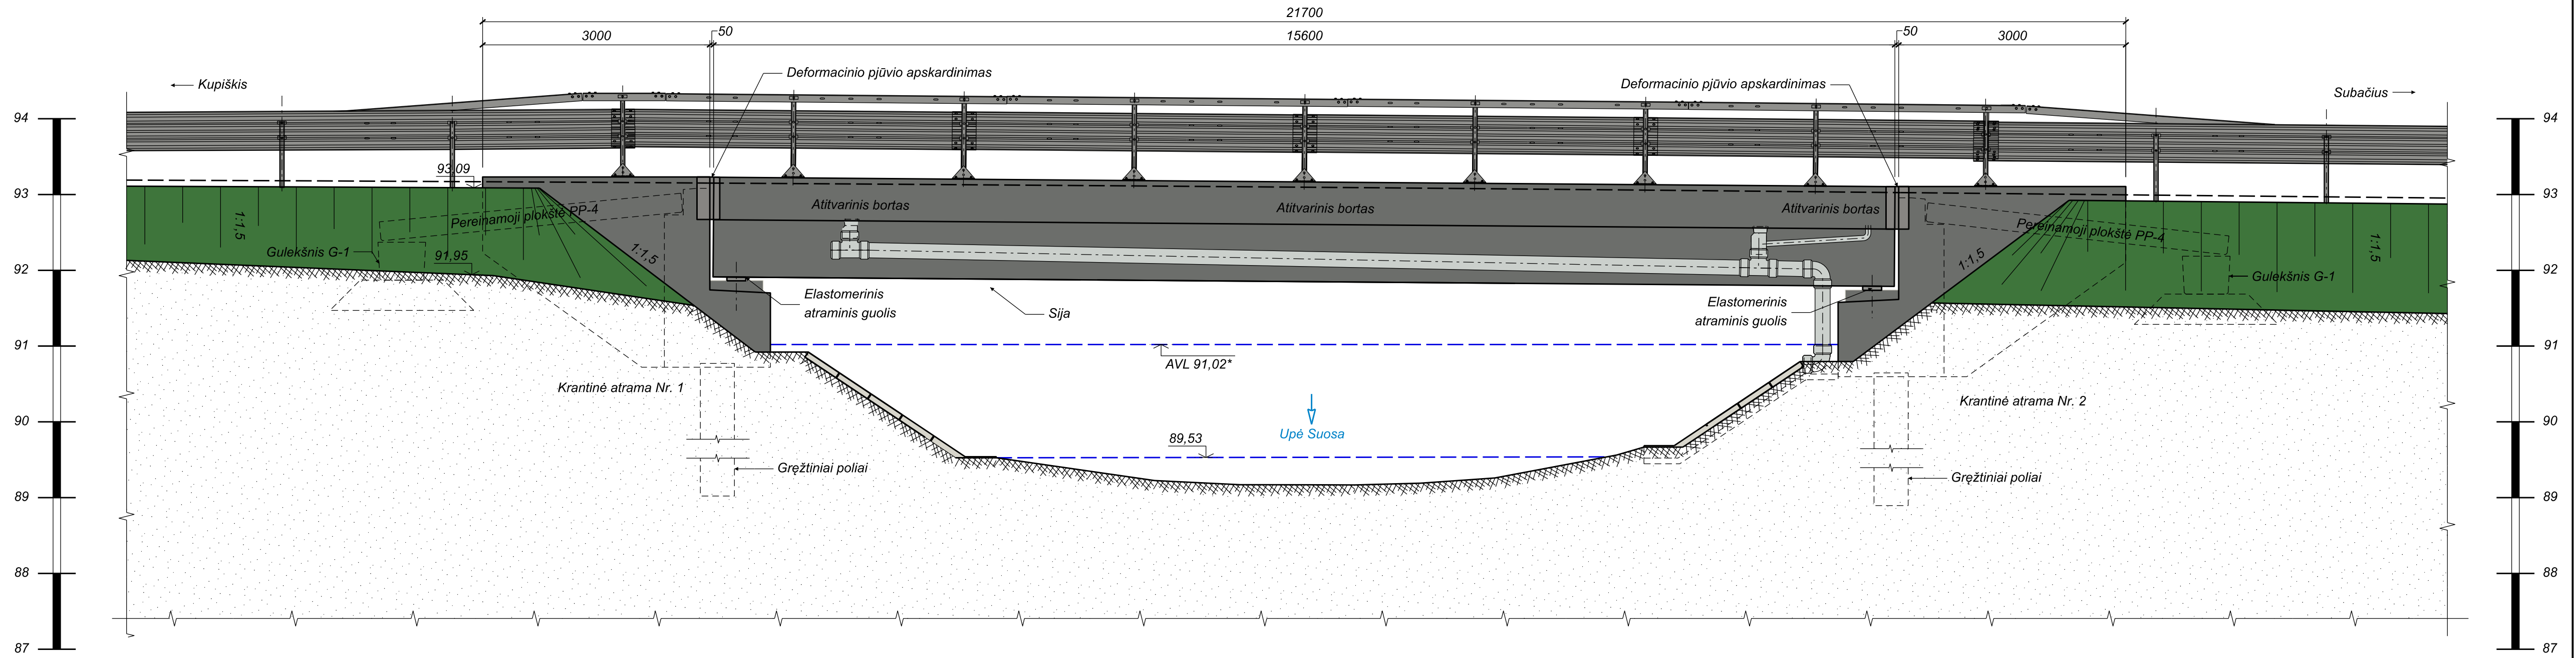 21700
3000
50
15600
50
3000
Deformacinio pjūvio apskardinimas
Deformacinio pjūvio apskardinimas
Kupiškis
Subačius
94
94
93,09
93
93
Atitvarinis bortas
Atitvarinis bortas
Atitvarinis bortas
Pereinamoji plokštė PP-4
Pereinamoji plokštė PP-4
1:1,5
1:1,5
1:1,5
1:1,5
Gulekšnis G-1
91,95
92
92
Gulekšnis G-1
Elastomerinis
atraminis guolis
Sija
Elastomerinis
atraminis guolis
91
91
AVL 91,02*
Krantinė atrama Nr. 1
Krantinė atrama Nr. 2
90
90
89,53
Upė Suosa
Gręžtiniai poliai
Gręžtiniai poliai
89
89
88
88
87
87